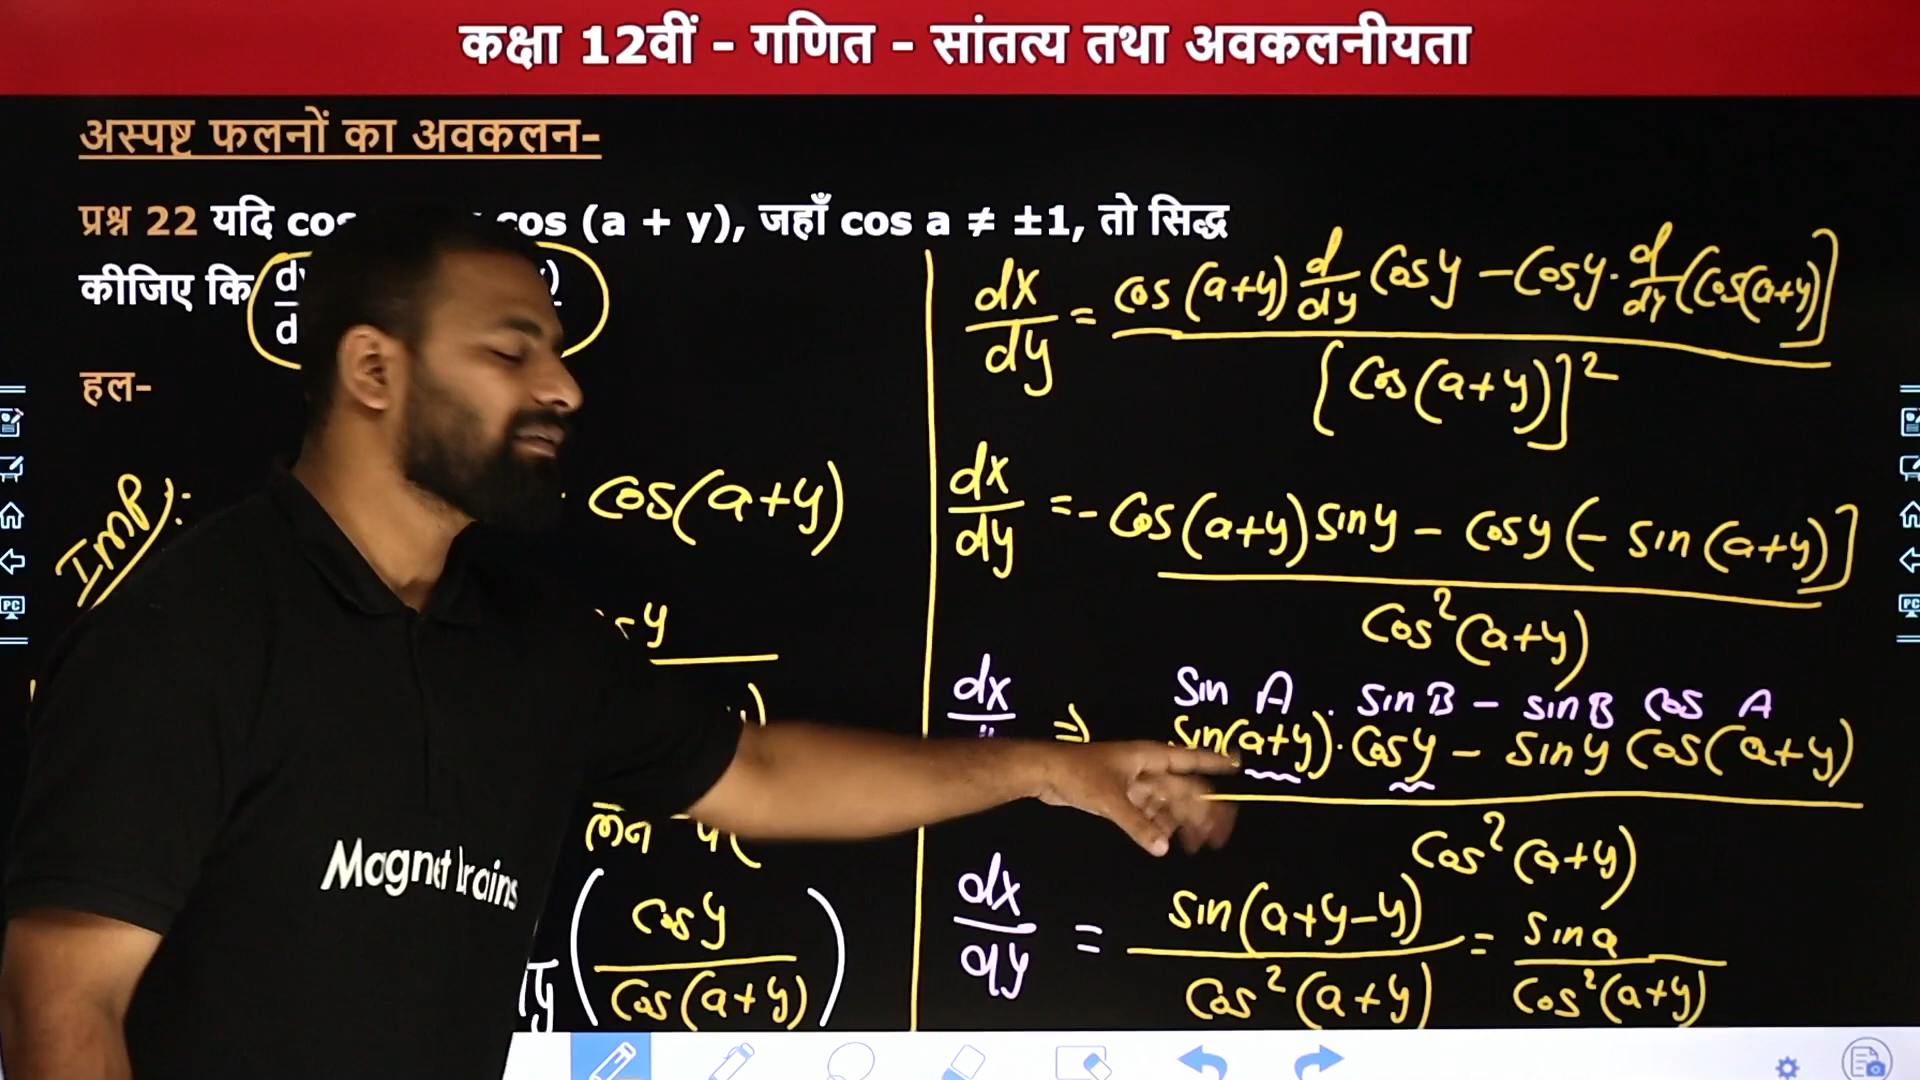 कक्षा 12वीं - गणित - सांतत्य तथा अवकलनीयता
अस्पष्ट फलनों का अवकलन-
प्रश्न 22 यदि cos (a + y), जहाँ cos a ≠ ±1, तो सिद्ध
कीजिए कि
हल-
IMP:
cos(a+y)
y
cos y
cos(a+y)
dx/dy = cos(a+y) d/dy cos y - cos y · d/dy (cos(a+y)]
[cos(a+y)]²
dx/dy = - cos(a+y) sin y - cos y (- sin(a+y)]
cos²(a+y)
sin A . sin B - sin B cos A
dx ⇒ sin(a+y) · cos y - sin y cos(a+y)
cos²(a+y)
dx/dy = sin(a+y-y)/cos²(a+y) = sin a/cos²(a+y)
Magnet brains
PC
PC